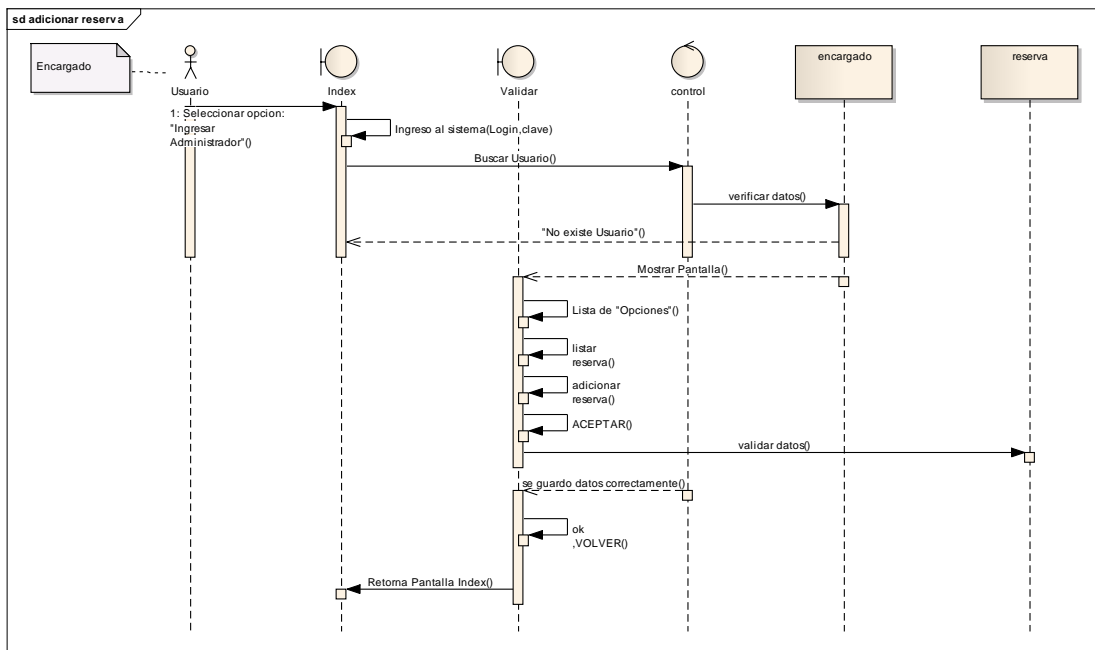 sd adicionar reserva
Encargado
Usuario
Index
Validar
control
encargado
reserva
1: Seleccionar opcion:
"Ingresar
Administrador"()
Ingreso al sistema(Login,clave)
Buscar Usuario()
verificar datos()
"No existe Usuario"()
Mostrar Pantalla()
Lista de "Opciones"()
listar
reserva()
adicionar
reserva()
ACEPTAR()
validar datos()
se guardo datos correctamente()
ok
,VOLVER()
Retorna Pantalla Index()